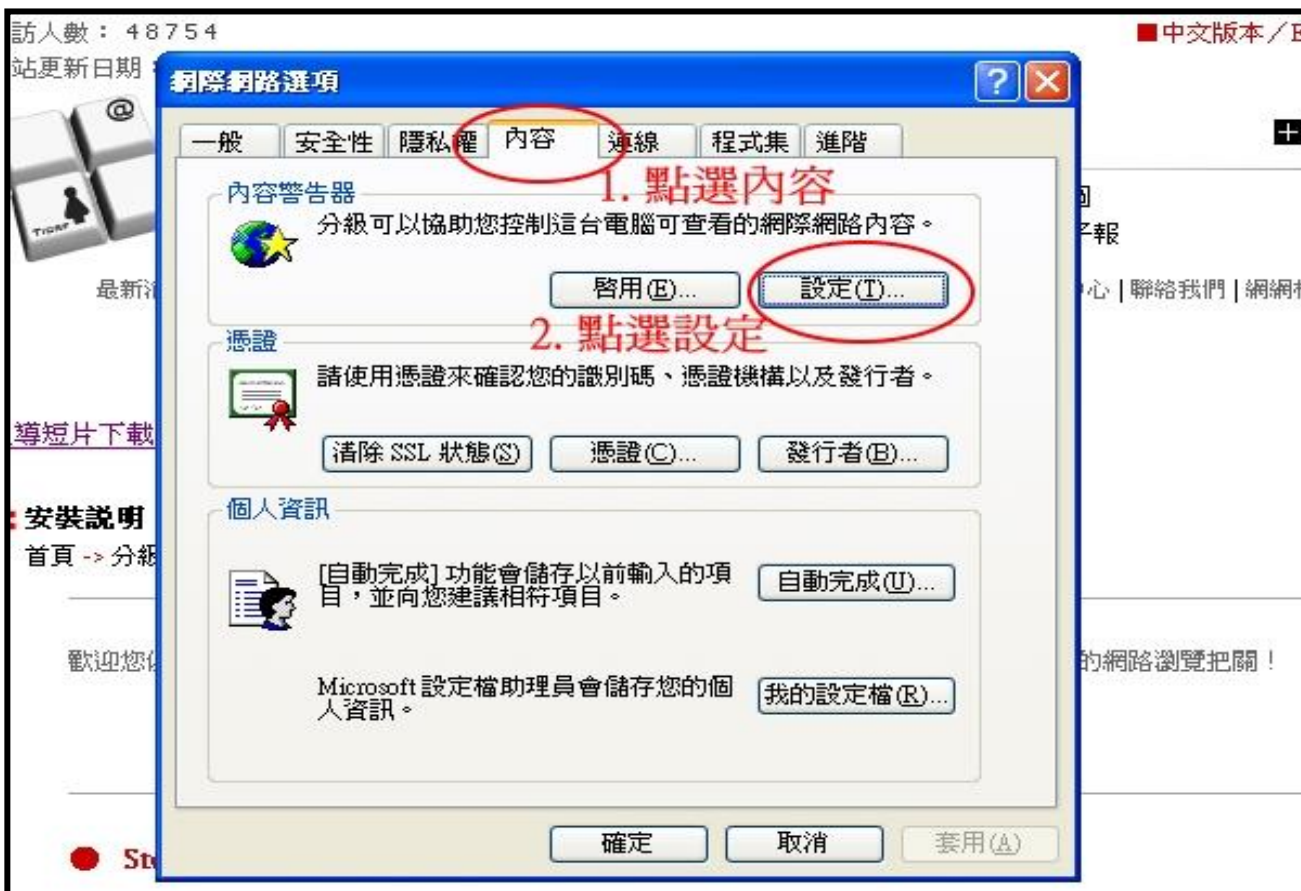 訪人數：48754
■中文版本／E
站更新日期：
網際網路選項
@
一般 安全性 隱私權 內容 連線 程式集 進階
1. 點選內容
內容警告器
分級可以協助您控制這台電腦可查看的網際網路內容。
子報
最新消
啓用(E)... 設定(T)...
心 | 聯絡我們 | 網網相
2. 點選設定
憑證
請使用憑證來確認您的識別碼、憑證機構以及發行者。
導短片下載
清除 SSL 狀態(S) 憑證(C)... 發行者(B)...
個人資訊
安裝說明
首頁 -> 分級
[自動完成] 功能會儲存以前輸入的項
目，並向您建議相符項目。
自動完成(U)...
歡迎您使
的網路瀏覽把關！
Microsoft 設定檔助理員會儲存您的個
人資訊。
我的設定檔(R)...
確定 取消 套用(A)
Ste